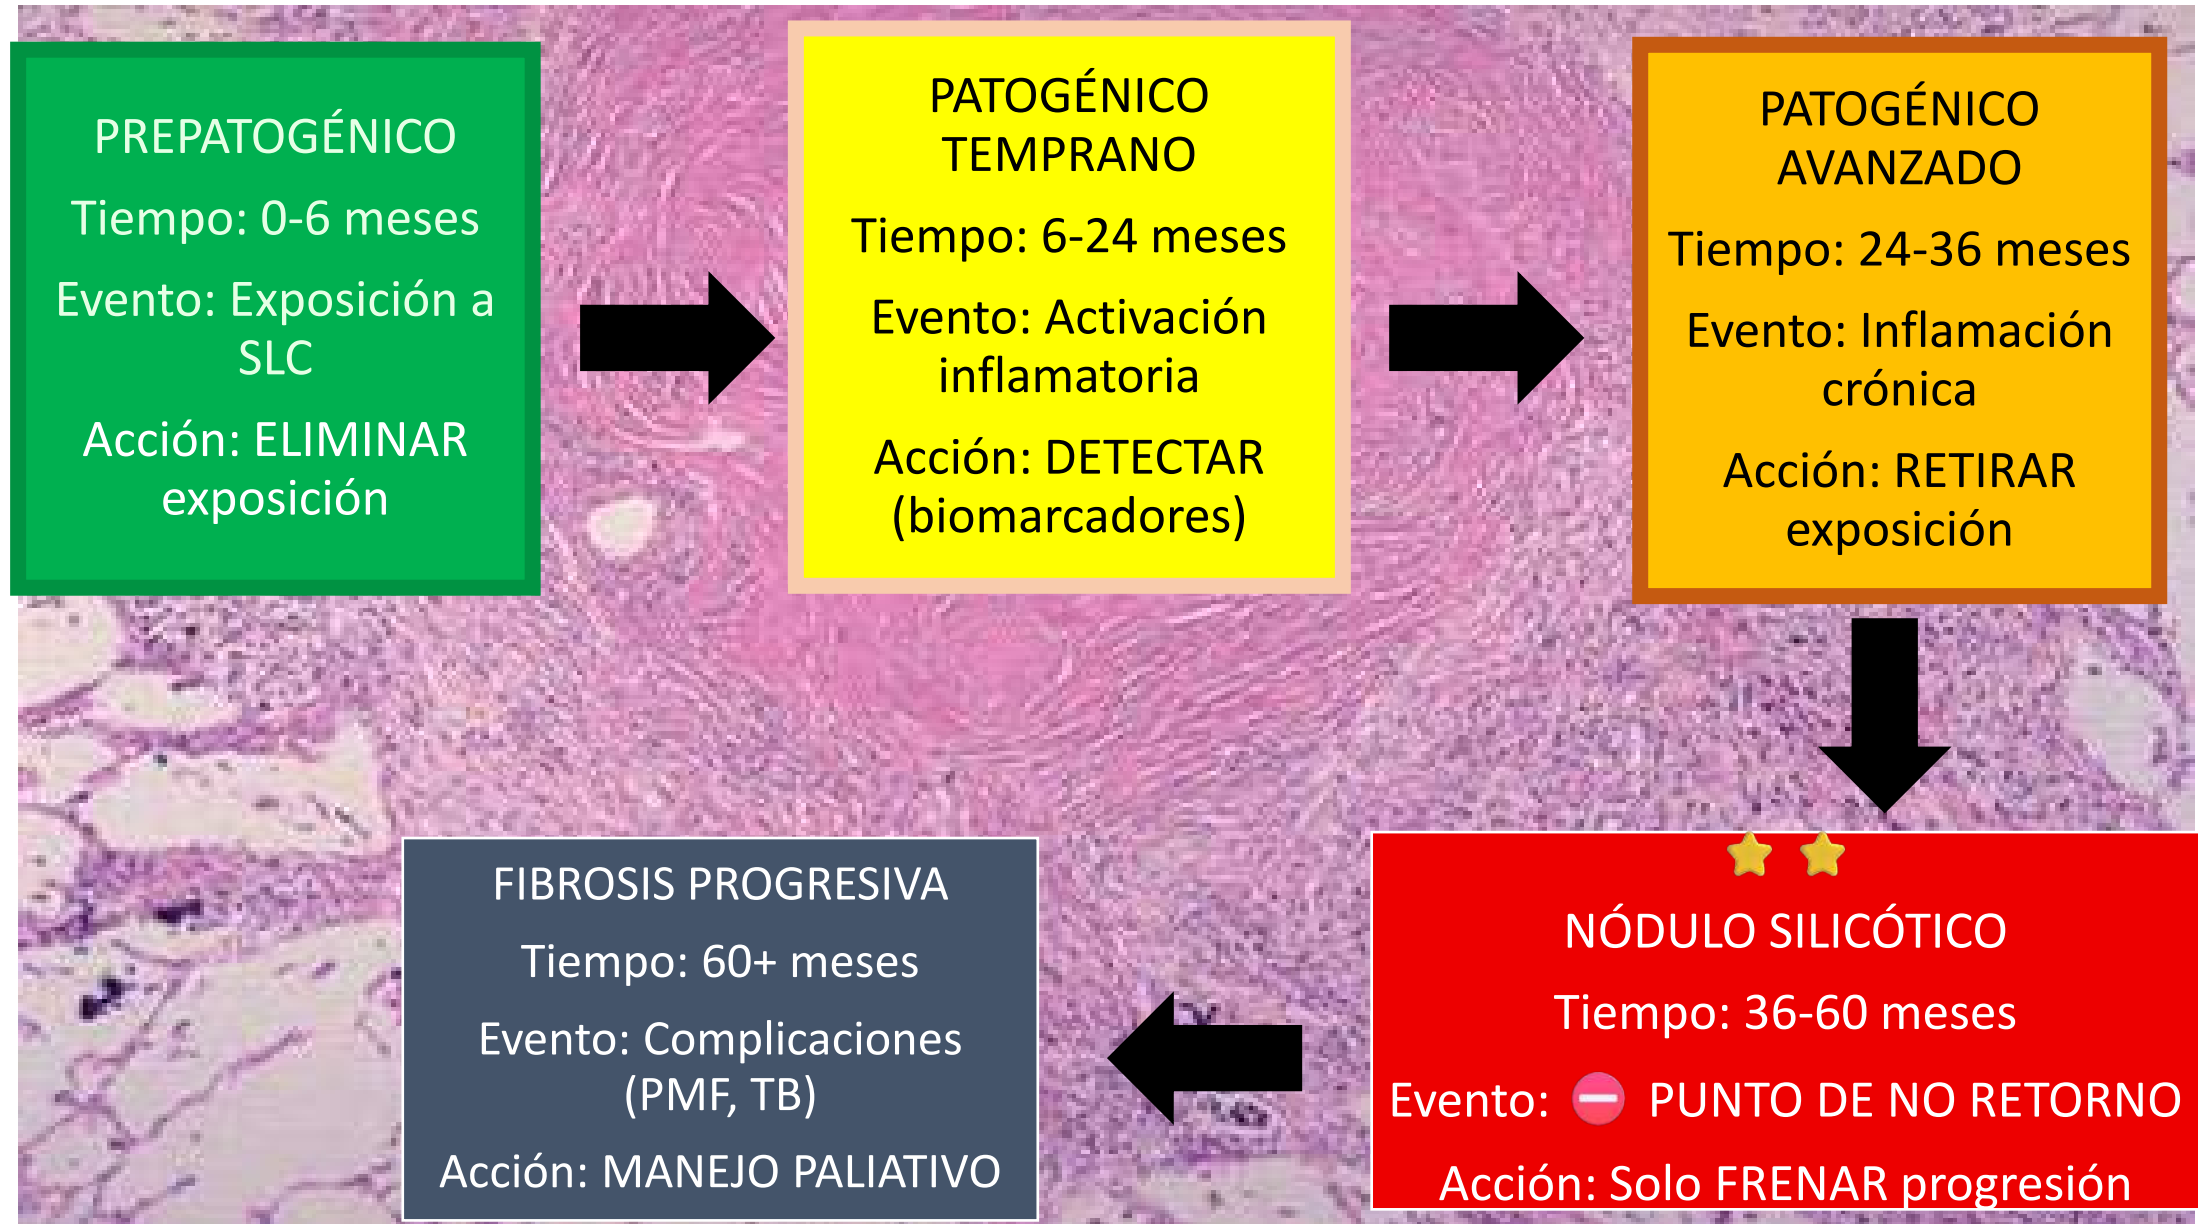 PREPATOGÉNICO
Tiempo: 0-6 meses
Evento: Exposición a
SLC
Acción: ELIMINAR
exposición
PATOGÉNICO
TEMPRANO
Tiempo: 6-24 meses
Evento: Activación
inflamatoria
Acción: DETECTAR
(biomarcadores)
PATOGÉNICO
AVANZADO
Tiempo: 24-36 meses
Evento: Inflamación
crónica
Acción: RETIRAR
exposición
⭐ ⭐
NÓDULO SILICÓTICO
Tiempo: 36-60 meses
Evento: ⛔ PUNTO DE NO RETORNO
Acción: Solo FRENAR progresión
FIBROSIS PROGRESIVA
Tiempo: 60+ meses
Evento: Complicaciones
(PMF, TB)
Acción: MANEJO PALIATIVO